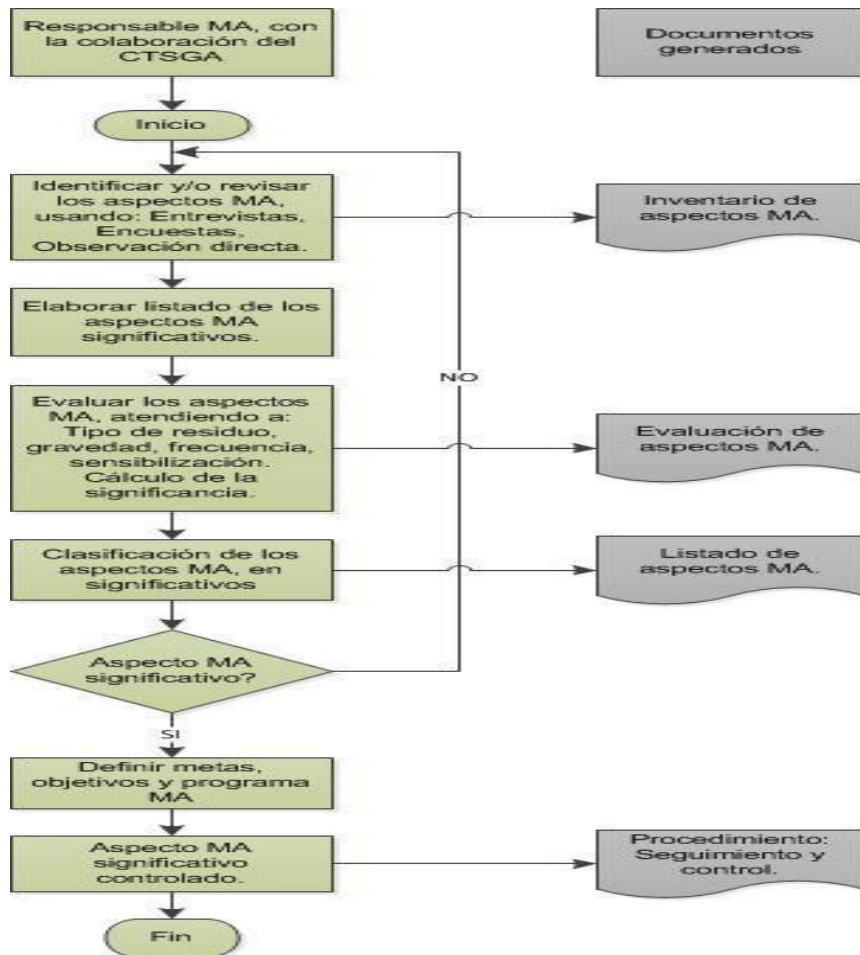 Responsable MA, con
la colaboración del
CTSGA
Documentos
generados
Inicio
Identificar y/o revisar
los aspectos MA,
usando: Entrevistas,
Encuestas,
Observación directa.
Inventario de
aspectos MA.
Elaborar listado de los
aspectos MA
significativos.
NO
Evaluar los aspectos
MA, atendiendo a:
Tipo de residuo,
gravedad, frecuencia,
sensibilización.
Cálculo de la
significancia.
Evaluación de
aspectos MA.
Clasificación de los
aspectos MA, en
significativos
Listado de
aspectos MA.
Aspecto MA
significativo?
SI
Definir metas,
objetivos y programa
MA
Aspecto MA
significativo
controlado.
Procedimiento:
Seguimiento y
control.
Fin